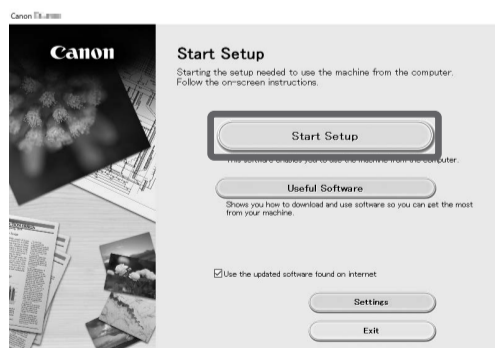 Canon
Canon
Start Setup
Starting the setup needed to use the machine from the computer.
Follow the on-screen instructions.
Start Setup
This software enables you to use the machine from the computer.
Useful Software
Shows you how to download and use software so you can get the most
from your machine.
Use the updated software found on internet
Settings
Exit